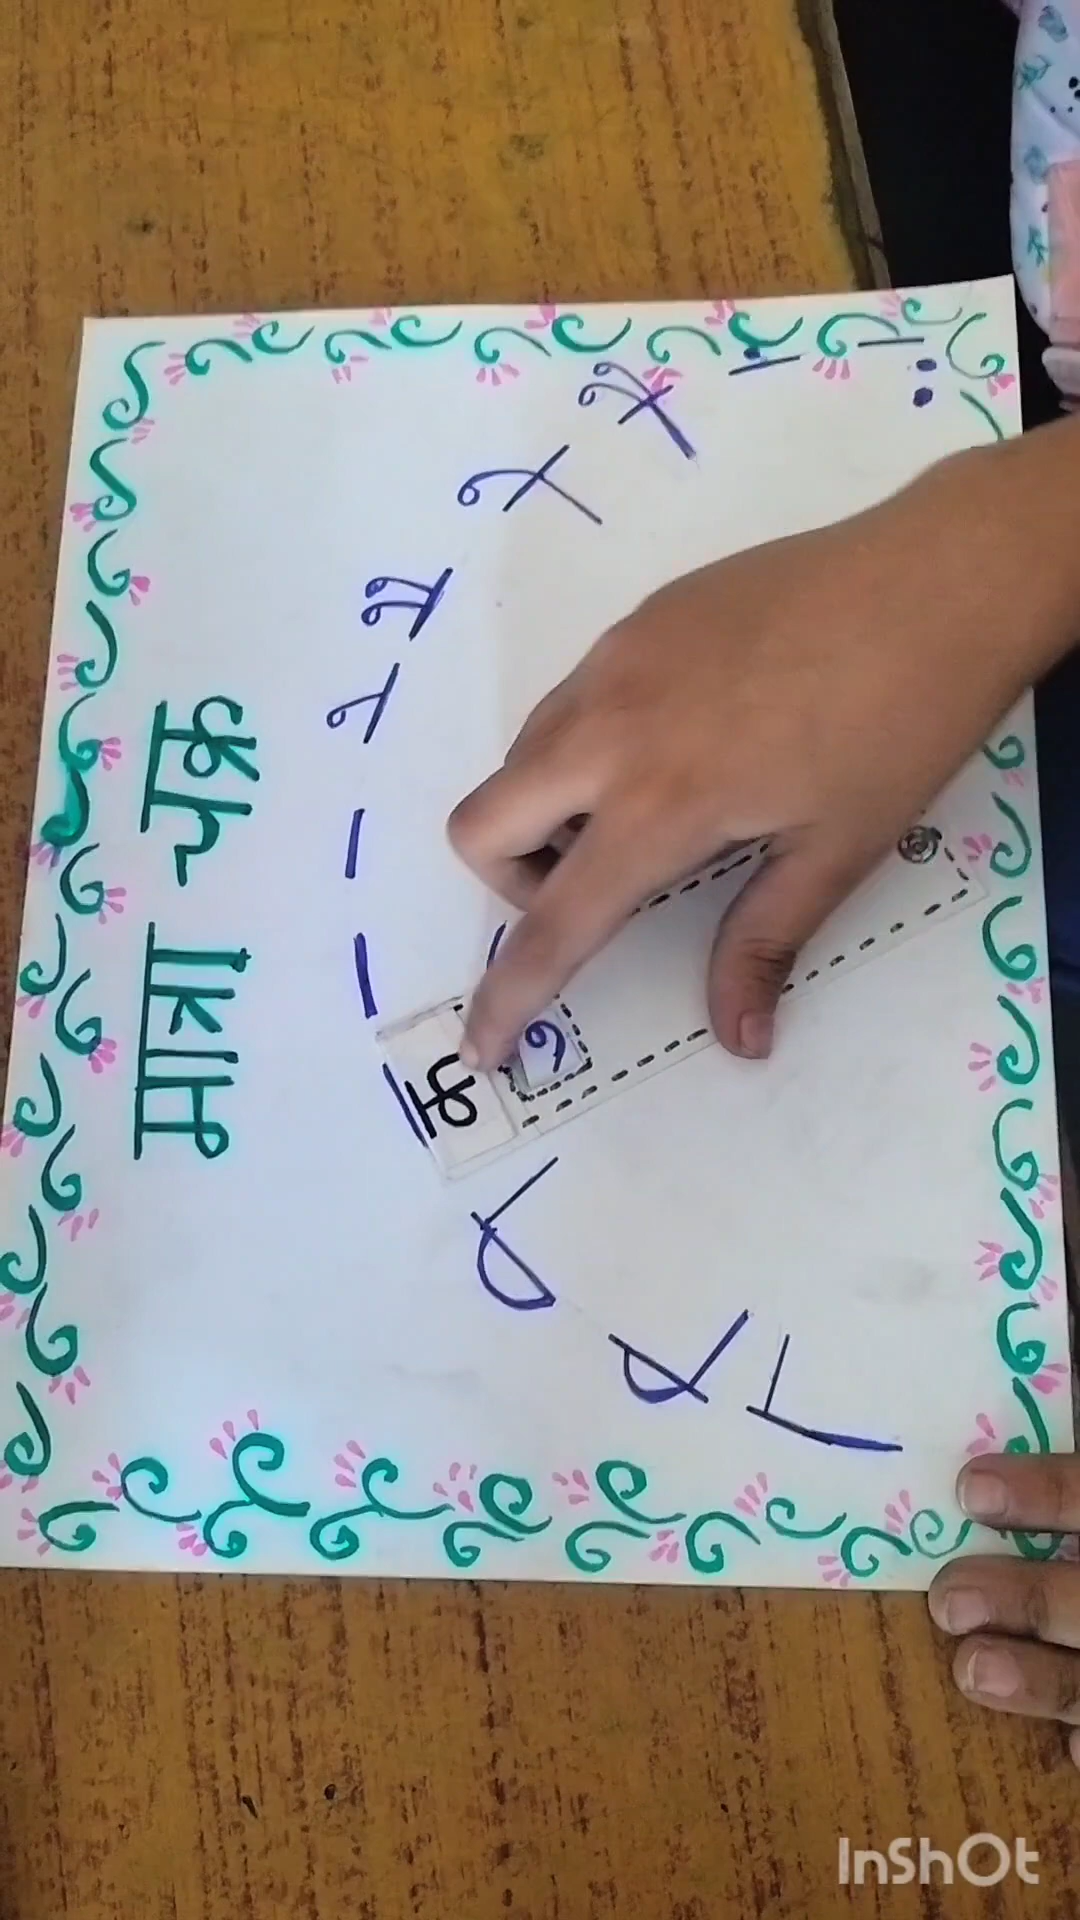 मात्रा चक्र
ा ि ी
क
ु
े ै ो ौ ं ः
InShOt